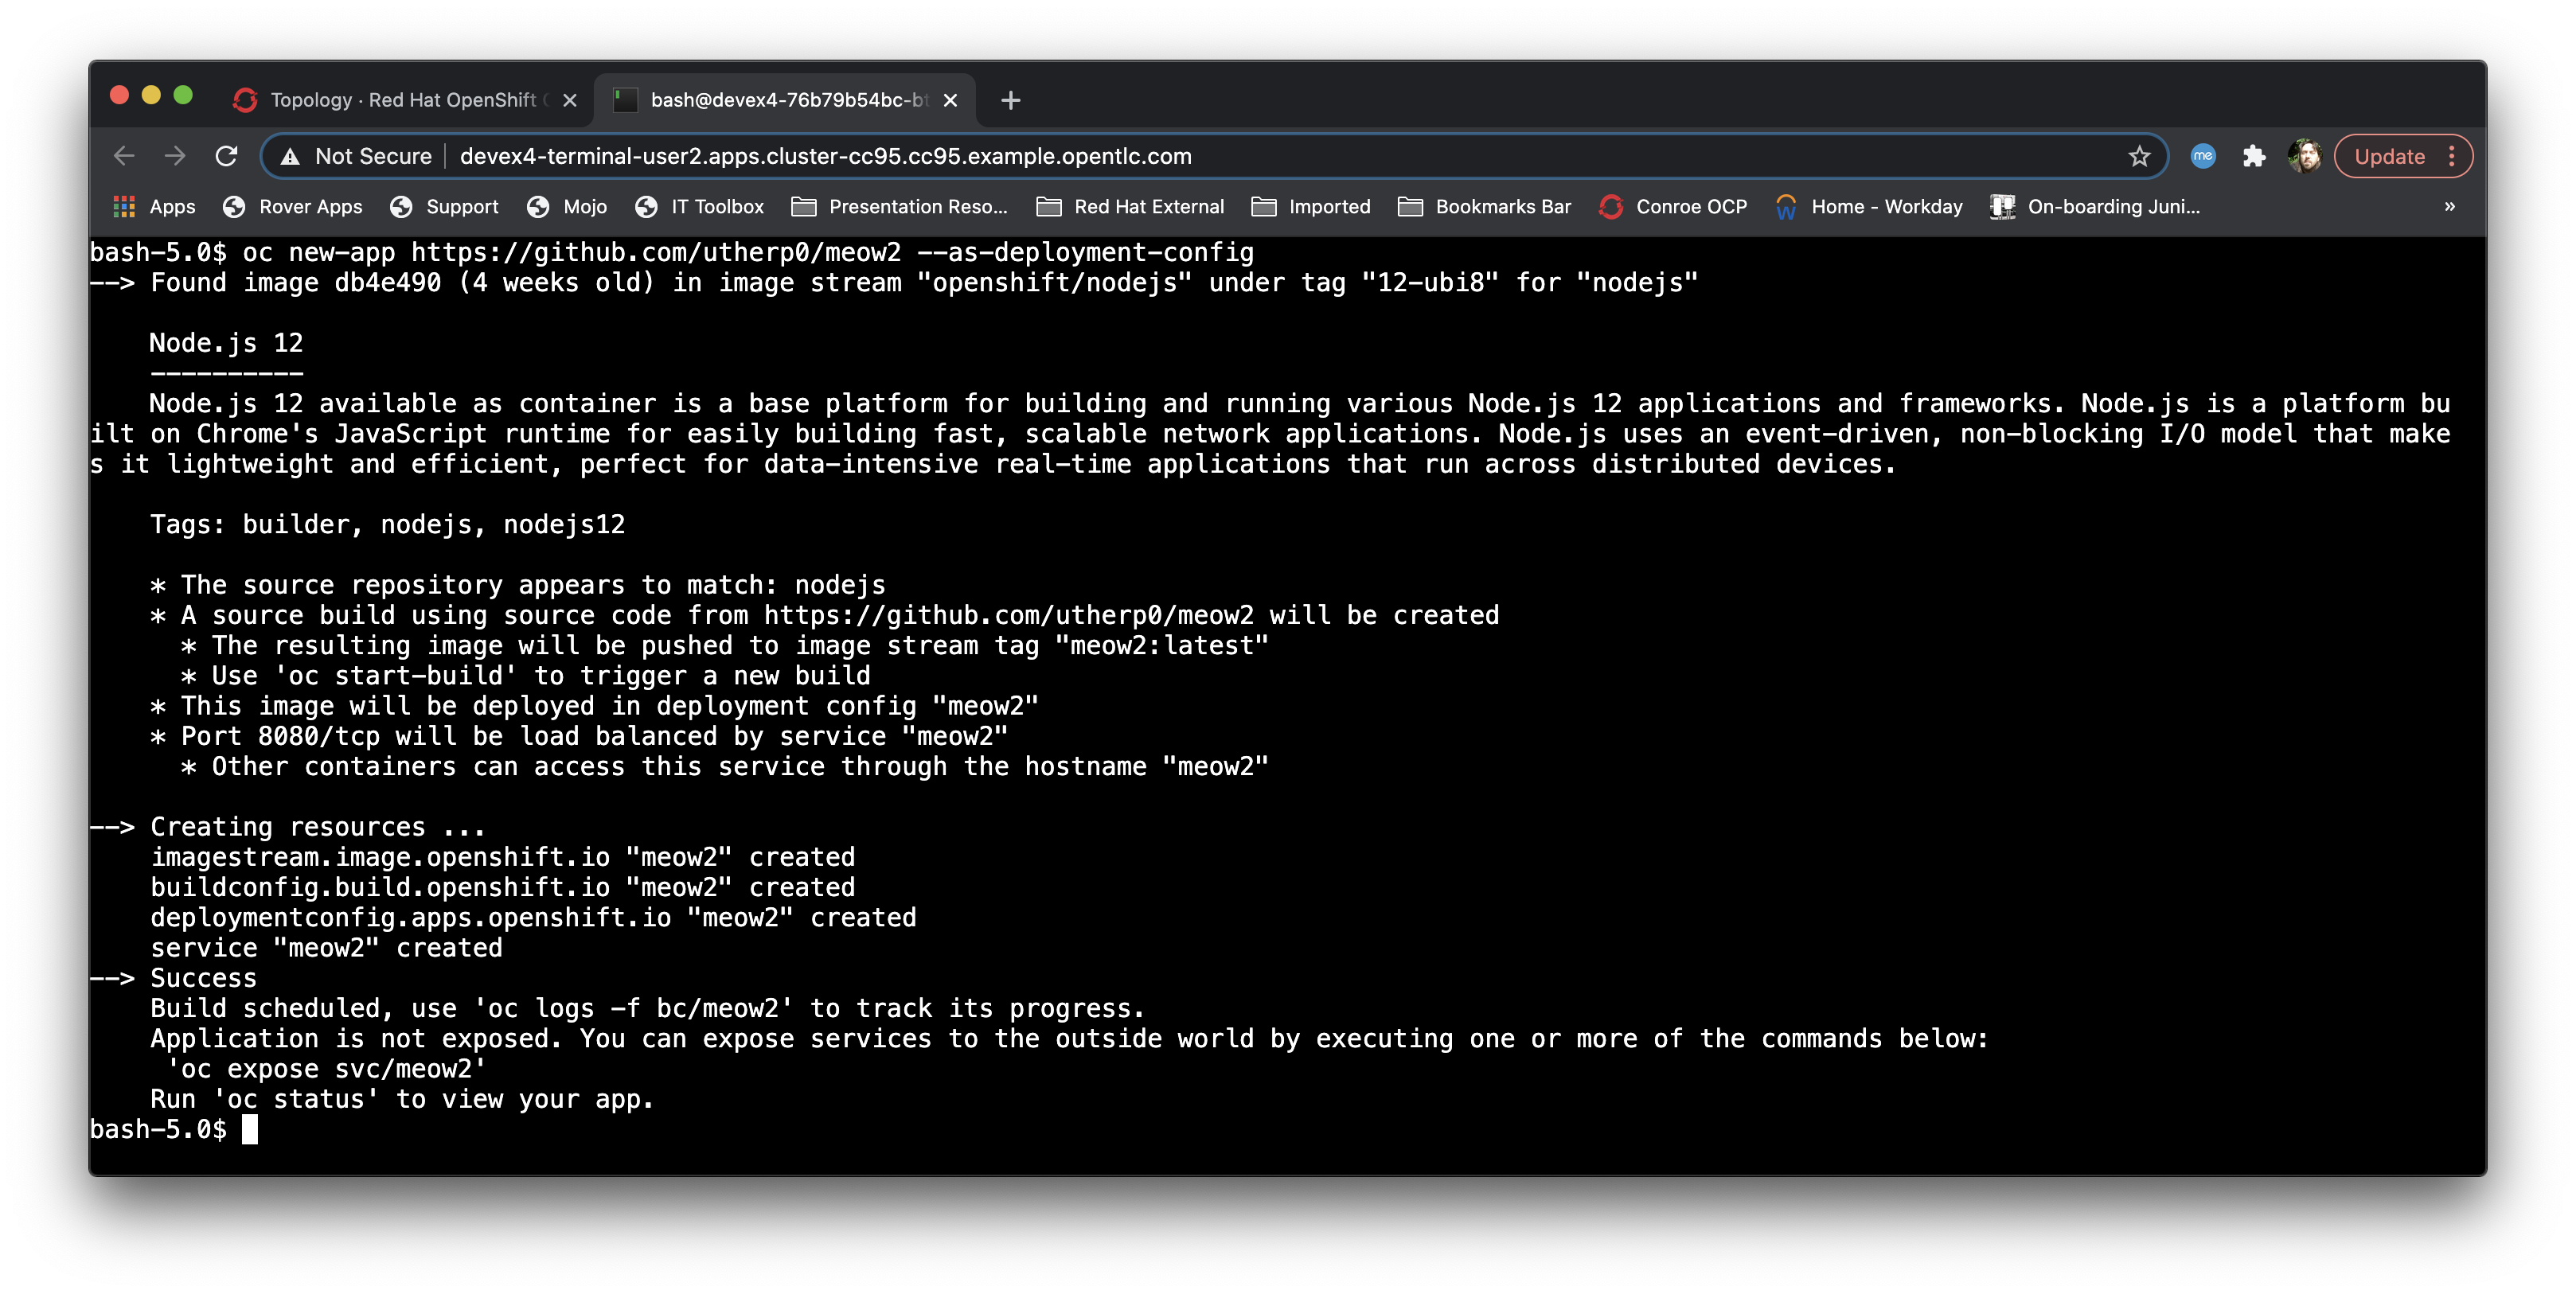 Topology · Red Hat OpenShift
bash@devex4-76b79b54bc-bt
Not Secure
devex4-terminal-user2.apps.cluster-cc95.cc95.example.opentlc.com
me
Update
Apps
Rover Apps
Support
Mojo
IT Toolbox
Presentation Reso...
Red Hat External
Imported
Bookmarks Bar
Conroe OCP
Home - Workday
On-boarding Juni...
»
bash-5.0$ oc new-app https://github.com/utherp0/meow2 --as-deployment-config
--> Found image db4e490 (4 weeks old) in image stream "openshift/nodejs" under tag "12-ubi8" for "nodejs"
Node.js 12
----------
Node.js 12 available as container is a base platform for building and running various Node.js 12 applications and frameworks. Node.js is a platform bu
ilt on Chrome's JavaScript runtime for easily building fast, scalable network applications. Node.js uses an event-driven, non-blocking I/O model that make
s it lightweight and efficient, perfect for data-intensive real-time applications that run across distributed devices.
Tags: builder, nodejs, nodejs12
* The source repository appears to match: nodejs
* A source build using source code from https://github.com/utherp0/meow2 will be created
* The resulting image will be pushed to image stream tag "meow2:latest"
* Use 'oc start-build' to trigger a new build
* This image will be deployed in deployment config "meow2"
* Port 8080/tcp will be load balanced by service "meow2"
* Other containers can access this service through the hostname "meow2"
--> Creating resources ...
imagestream.image.openshift.io "meow2" created
buildconfig.build.openshift.io "meow2" created
deploymentconfig.apps.openshift.io "meow2" created
service "meow2" created
--> Success
Build scheduled, use 'oc logs -f bc/meow2' to track its progress.
Application is not exposed. You can expose services to the outside world by executing one or more of the commands below:
'oc expose svc/meow2'
Run 'oc status' to view your app.
bash-5.0$